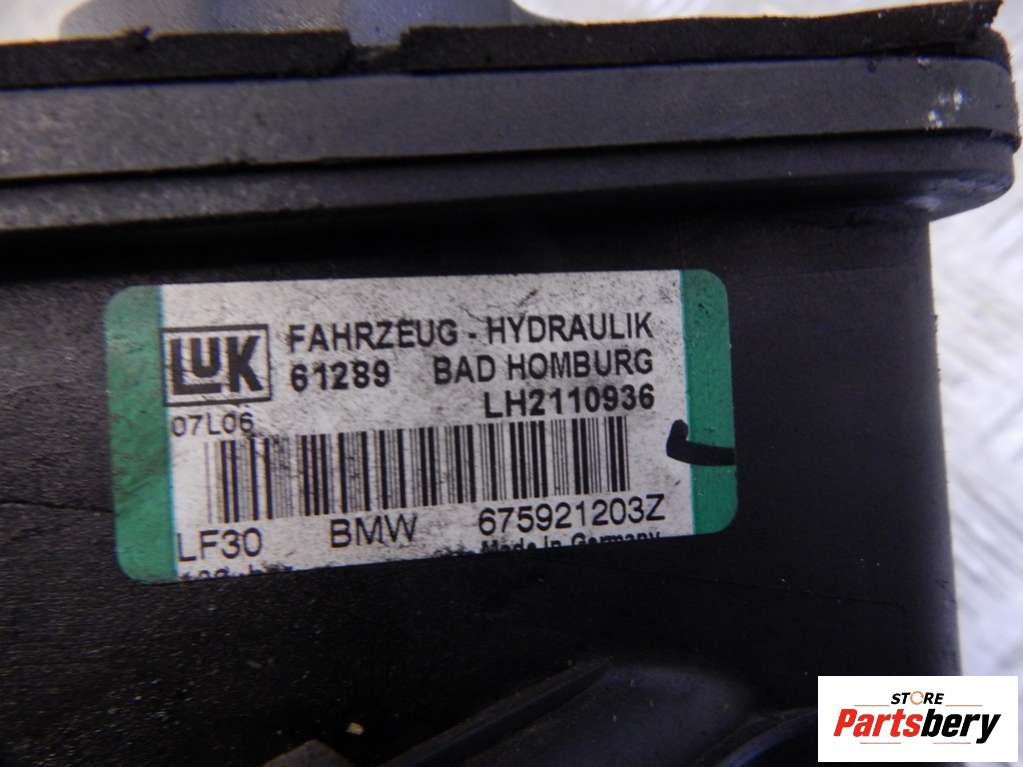 LUK
FAHRZEUG - HYDRAULIK
61289 BAD HOMBURG
LH2110936
07L06
LF30 BMW 675921203Z
Made in Germany
STORE
Partsbery